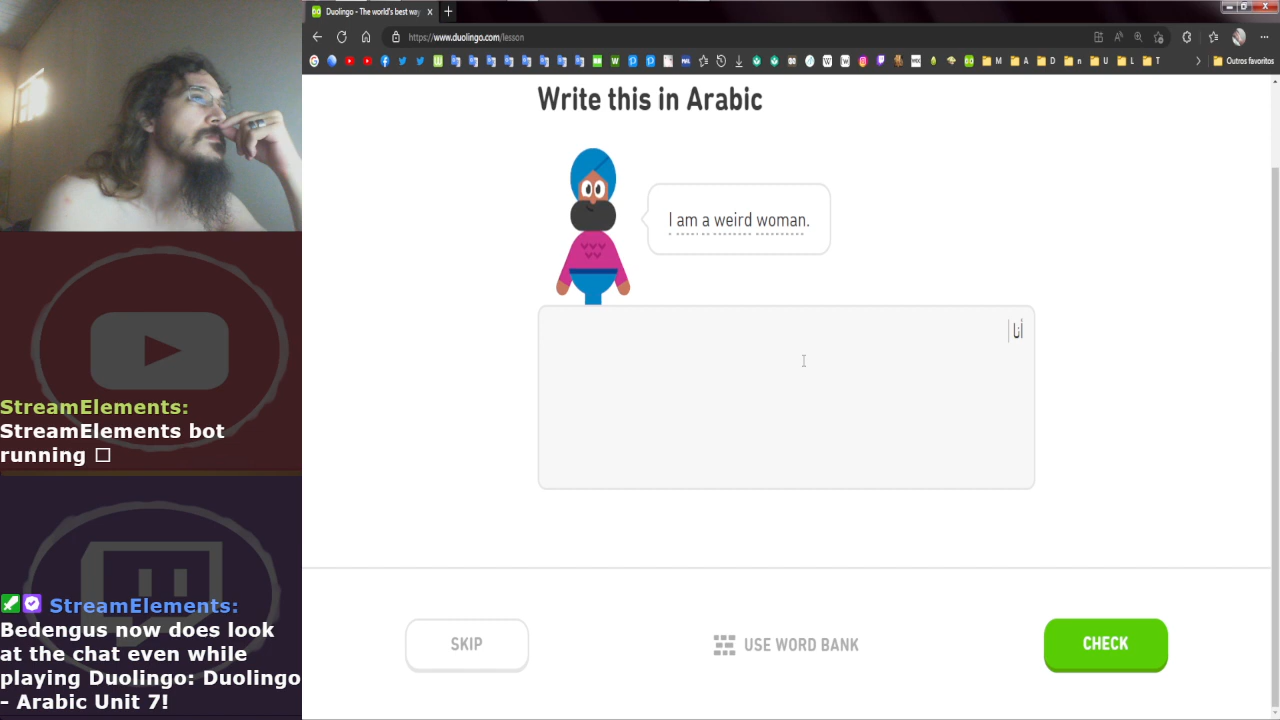 Duolingo - The world's best way
https://www.duolingo.com/lesson
M
A
D
n
U
L
T
Outros favoritos
Write this in Arabic
I am a weird woman.
أنا
SKIP
USE WORD BANK
CHECK
StreamElements:
StreamElements bot
running □
StreamElements:
Bedengus now does look
at the chat even while
playing Duolingo: Duolingo
- Arabic Unit 7!